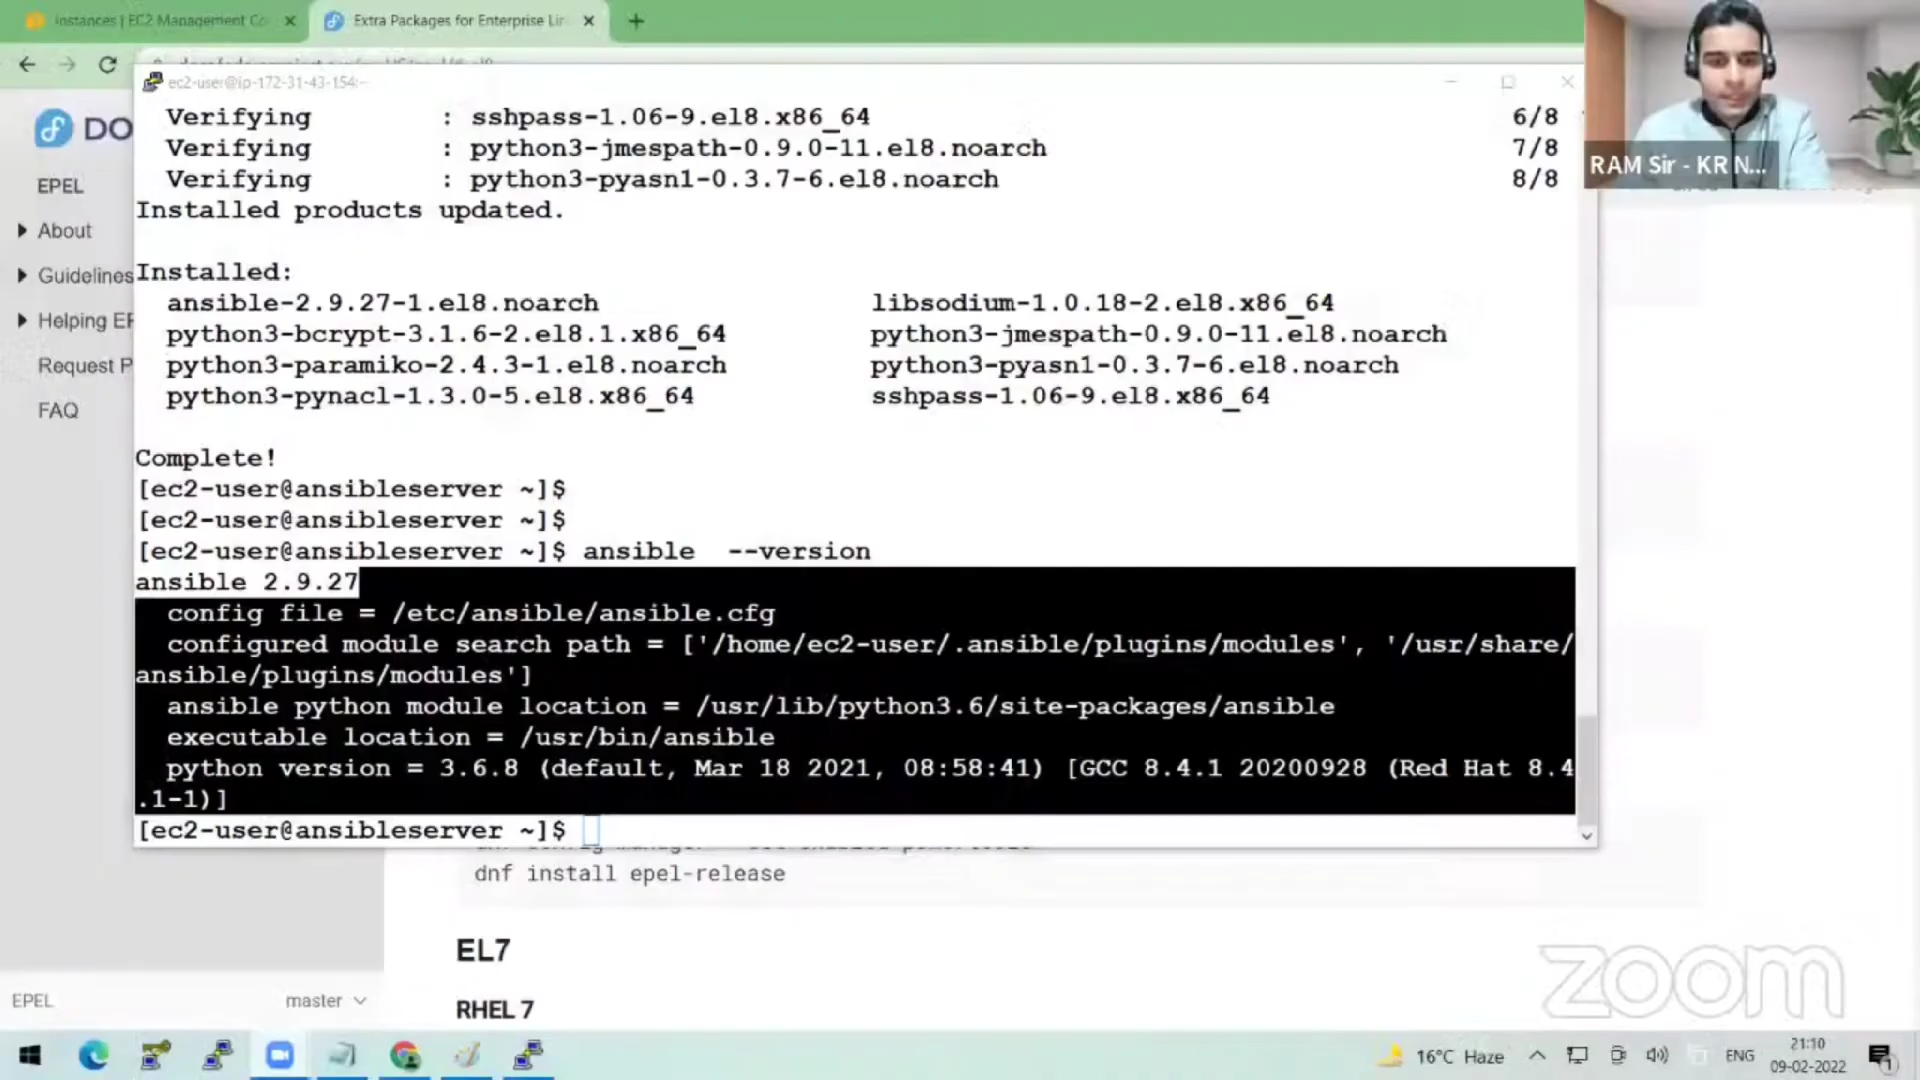 Instances | EC2 Management Co
Extra Packages for Enterprise Lin
ec2-user@ip-172-31-43-154:~
DO
EPEL
About
Guidelines
Helping EP
Request P
FAQ
Verifying : sshpass-1.06-9.el8.x86_64 6/8
Verifying : python3-jmespath-0.9.0-11.el8.noarch 7/8
Verifying : python3-pyasn1-0.3.7-6.el8.noarch 8/8
Installed products updated.
Installed:
ansible-2.9.27-1.el8.noarch libsodium-1.0.18-2.el8.x86_64
python3-bcrypt-3.1.6-2.el8.1.x86_64 python3-jmespath-0.9.0-11.el8.noarch
python3-paramiko-2.4.3-1.el8.noarch python3-pyasn1-0.3.7-6.el8.noarch
python3-pynacl-1.3.0-5.el8.x86_64 sshpass-1.06-9.el8.x86_64
Complete!
[ec2-user@ansibleserver ~]$
[ec2-user@ansibleserver ~]$
[ec2-user@ansibleserver ~]$ ansible --version
ansible 2.9.27
config file = /etc/ansible/ansible.cfg
configured module search path = ['/home/ec2-user/.ansible/plugins/modules', '/usr/share/
ansible/plugins/modules']
ansible python module location = /usr/lib/python3.6/site-packages/ansible
executable location = /usr/bin/ansible
python version = 3.6.8 (default, Mar 18 2021, 08:58:41) [GCC 8.4.1 20200928 (Red Hat 8.4
.1-1)]
[ec2-user@ansibleserver ~]$
RAM Sir - KR N...
dnf install epel-release
EL7
RHEL 7
EPEL master
zoom
16°C Haze
ENG
21:10
09-02-2022
1